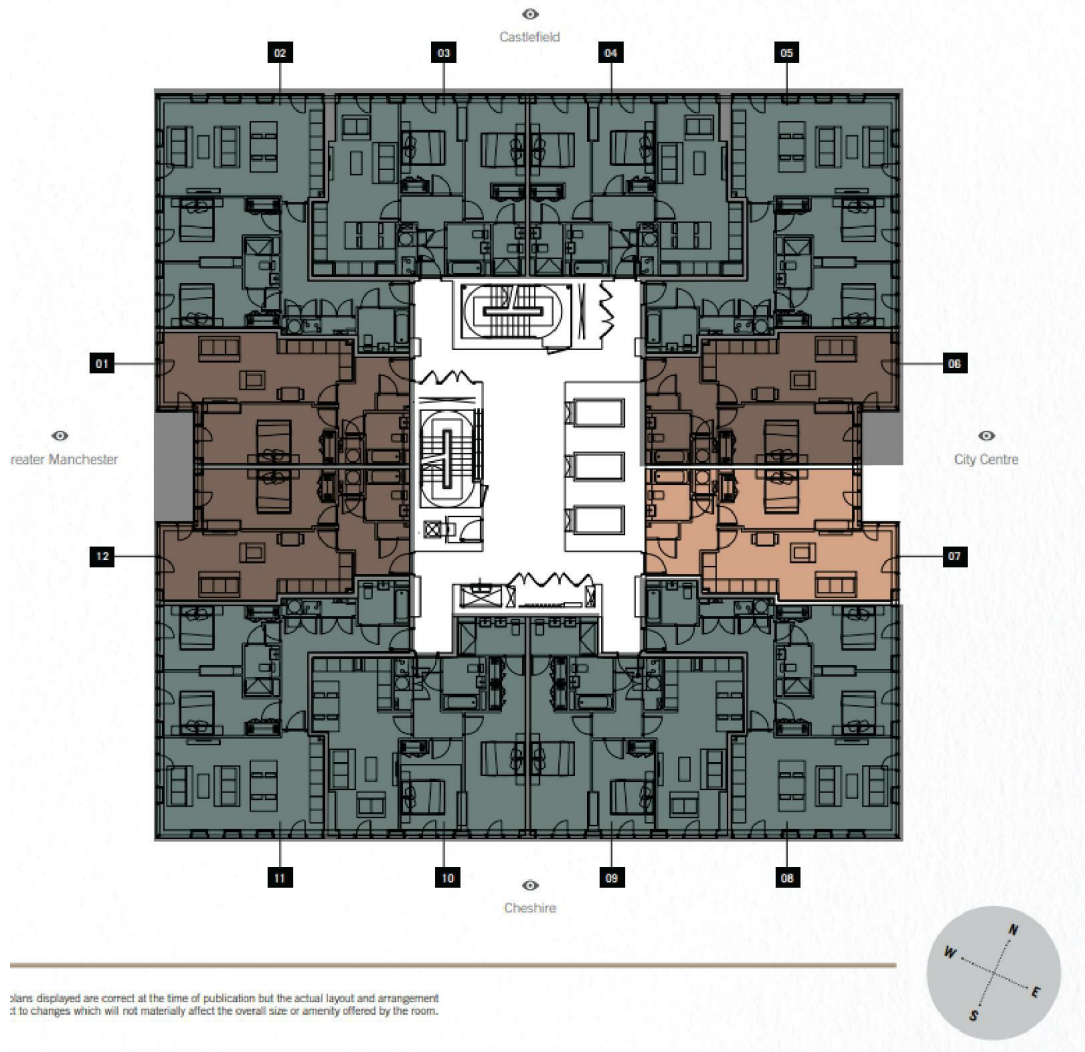 Castlefield
02
03
04
05
01
06
reater Manchester
City Centre
12
07
11
10
09
08
Cheshire
N
W
E
S
plans displayed are correct at the time of publication but the actual layout and arrangement
ct to changes which will not materially affect the overall size or amenity offered by the room.